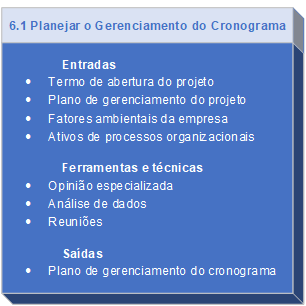 6.1 Planejar o Gerenciamento do Cronograma
Entradas
• Termo de abertura do projeto
• Plano de gerenciamento do projeto
• Fatores ambientais da empresa
• Ativos de processos organizacionais
Ferramentas e técnicas
• Opinião especializada
• Análise de dados
• Reuniões
Saídas
• Plano de gerenciamento do cronograma